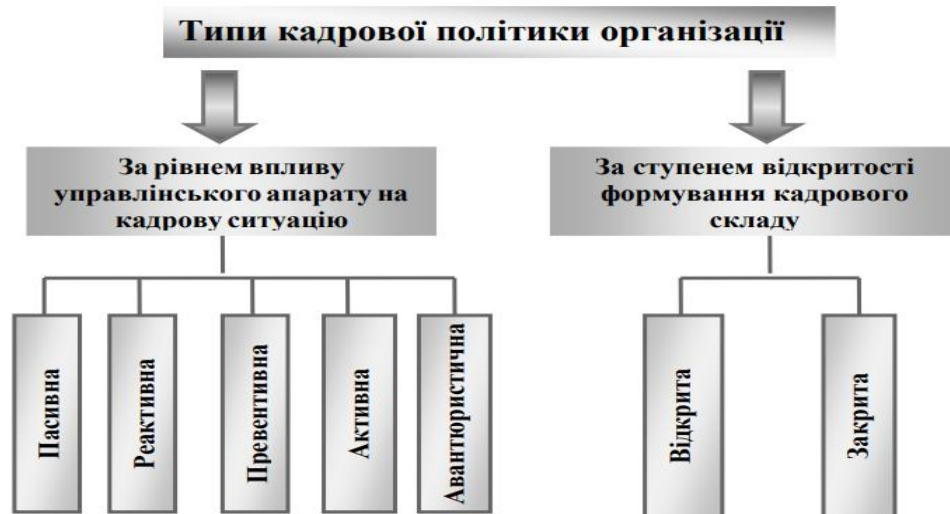 Типи кадрової політики організації
За рівнем впливу
управлінського апарату на
кадрову ситуацію
За ступенем відкритості
формування кадрового
складу
Пасивна
Реактивна
Превентивна
Активна
Авантюристична
Відкрита
Закрита